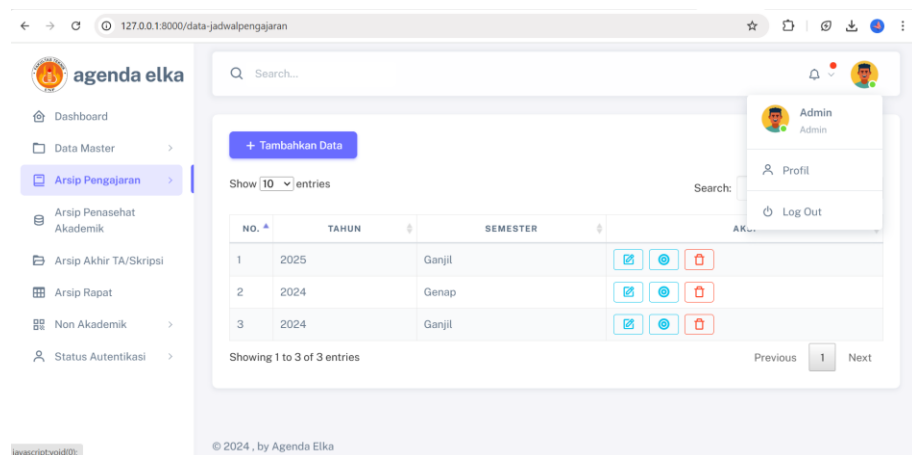 127.0.0.1:8000/data-jadwalpengajaran
agenda elka
Search...
Admin
Admin
Profil
Log Out
Dashboard
Data Master
Arsip Pengajaran
Arsip Penasehat
Akademik
Arsip Akhir TA/Skripsi
Arsip Rapat
Non Akademik
Status Autentikasi
+ Tambahkan Data
Show 10 entries
Search:
NO. TAHUN SEMESTER
1 2025 Ganjil
2 2024 Genap
3 2024 Ganjil
Showing 1 to 3 of 3 entries
Previous 1 Next
© 2024 , by Agenda Elka
javascript:void(0);